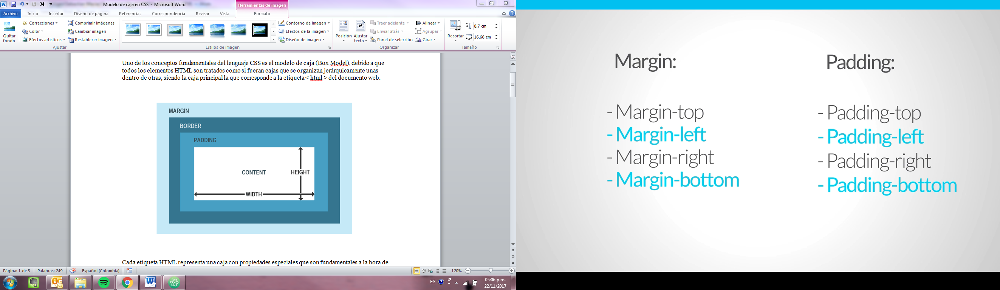 Modelo de caja en CSS - Microsoft Word
Herramientas de imagen
Archivo Inicio Insertar Diseño de página Referencias Correspondencia Revisar Vista Formato
Quitar fondo
Correcciones
Color
Efectos artísticos
Comprimir imágenes
Cambiar imagen
Restablecer imagen
Ajustar
Estilos de imagen
Contorno de imagen
Efectos de la imagen
Diseño de imagen
Posición
Ajustar texto
Traer adelante
Enviar atrás
Panel de selección
Alinear
Agrupar
Girar
Organizar
Recortar
8,7 cm
16,66 cm
Tamaño
Uno de los conceptos fundamentales del lenguaje CSS es el modelo de caja (Box Model), debido a que
todos los elementos HTML son tratados como si fueran cajas que se organizan jerárquicamente unas
dentro de otras, siendo la caja principal la que corresponde a la etiqueta < html > del documento web.
MARGIN
BORDER
PADDING
CONTENT
HEIGHT
WIDTH
Cada etiqueta HTML representa una caja con propiedades especiales que son fundamentales a la hora de
Página: 1 de 3 Palabras: 249 Español (Colombia) 120%
ES
05:06 p.m.
22/11/2017
Margin:
- Margin-top
- Margin-left
- Margin-right
- Margin-bottom
Padding:
- Padding-top
- Padding-left
- Padding-right
- Padding-bottom